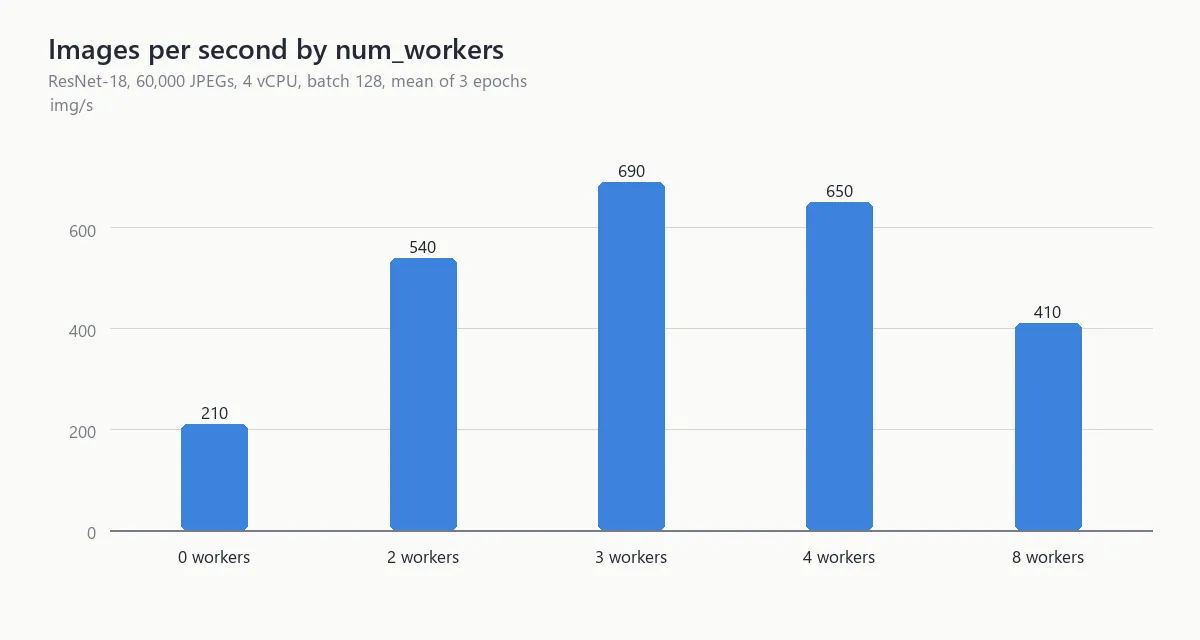 Images per second by num_workers
ResNet-18, 60,000 JPEGs, 4 vCPU, batch 128, mean of 3 epochs
img/s
690
650
600
540
400
410
210
200
0
0 workers
2 workers
3 workers
4 workers
8 workers